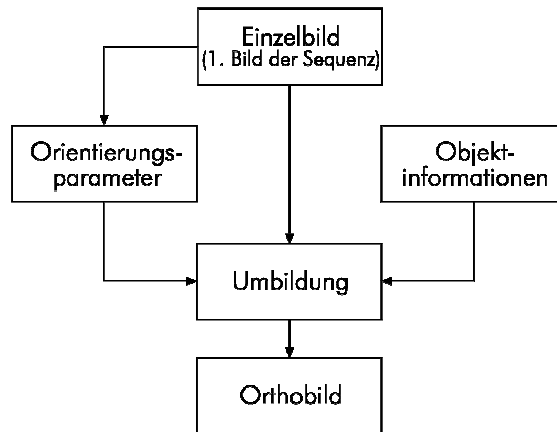 Einzelbild
(1. Bild der Sequenz)
Orientierungs-
parameter
Objekt-
informationen
Umbildung
Orthobild